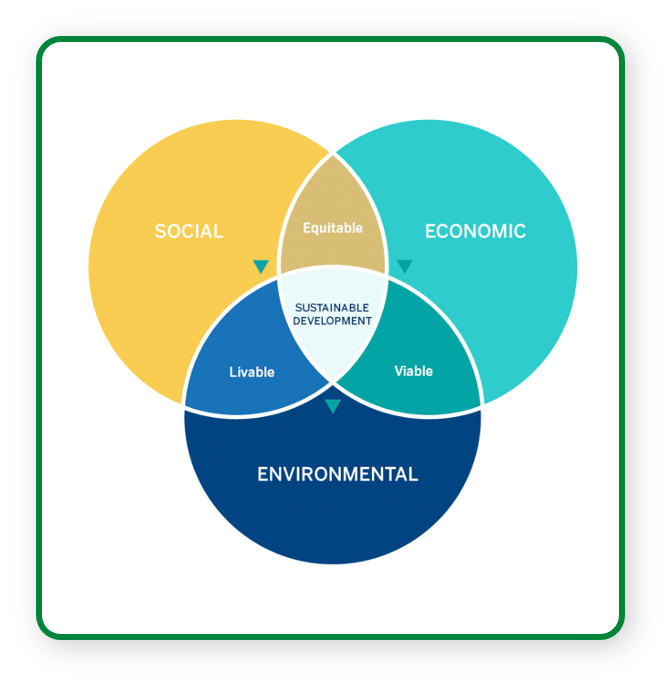 Equitable
SOCIAL
ECONOMIC
SUSTAINABLE
DEVELOPMENT
Livable
Viable
ENVIRONMENTAL